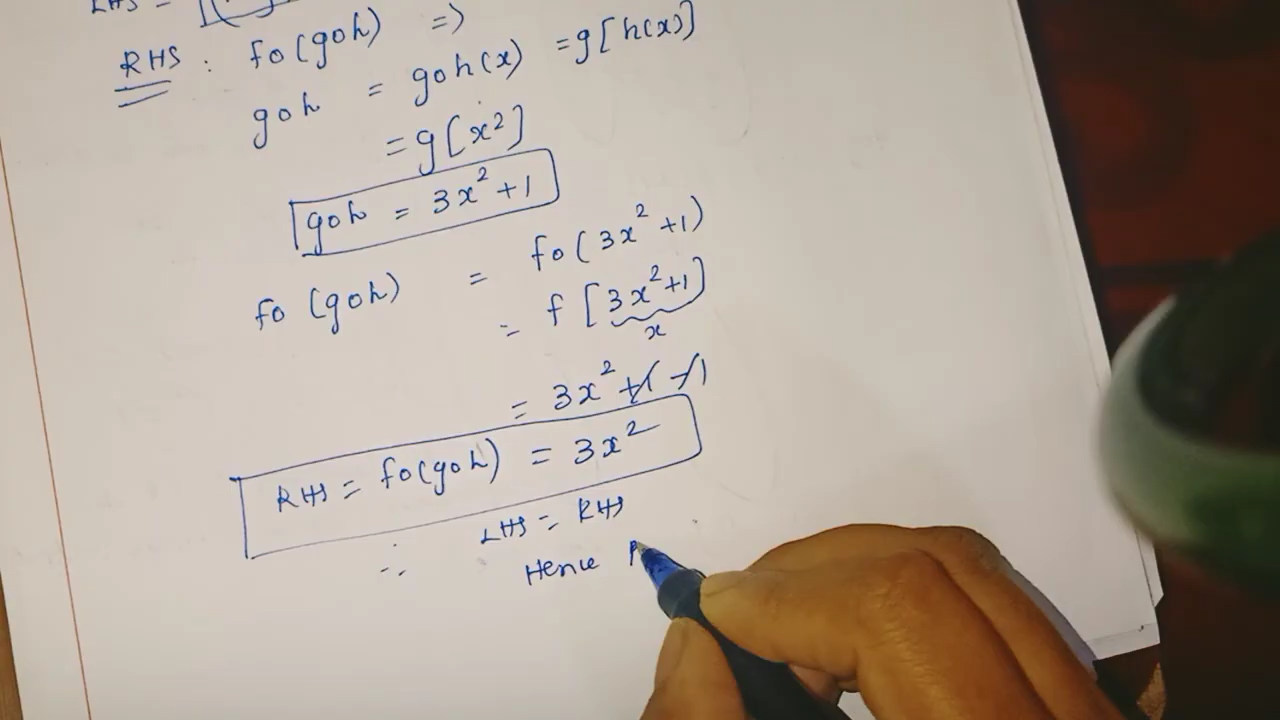 LHS =
RHS : fo(goh) =>
goh = goh(x) = g[h(x)]
= g[x²]
goh = 3x² + 1
fo (goh) = fo(3x² + 1)
= f [3x² + 1]
x
= 3x² + 1 - 1
RHS = fo(goh) = 3x²
∴ LHS = RHS
Hence